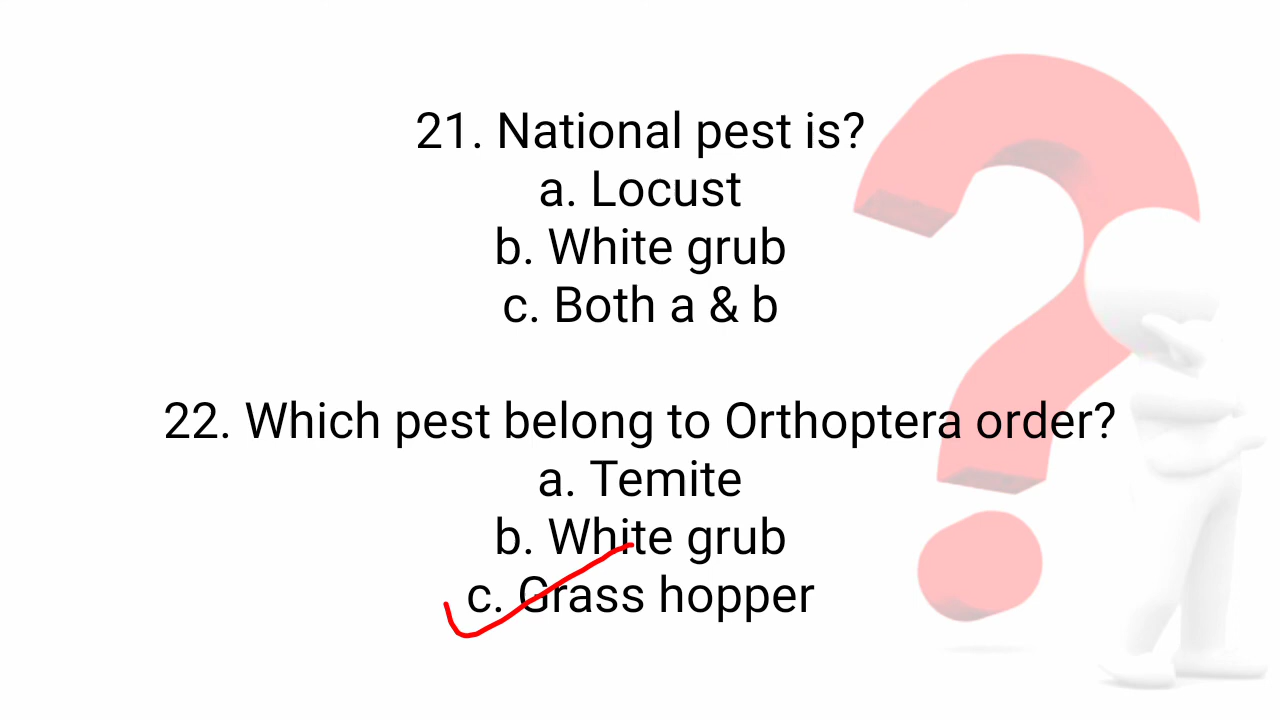 21. National pest is?
a. Locust
b. White grub
c. Both a & b
22. Which pest belong to Orthoptera order?
a. Temite
b. White grub
c. Grass hopper